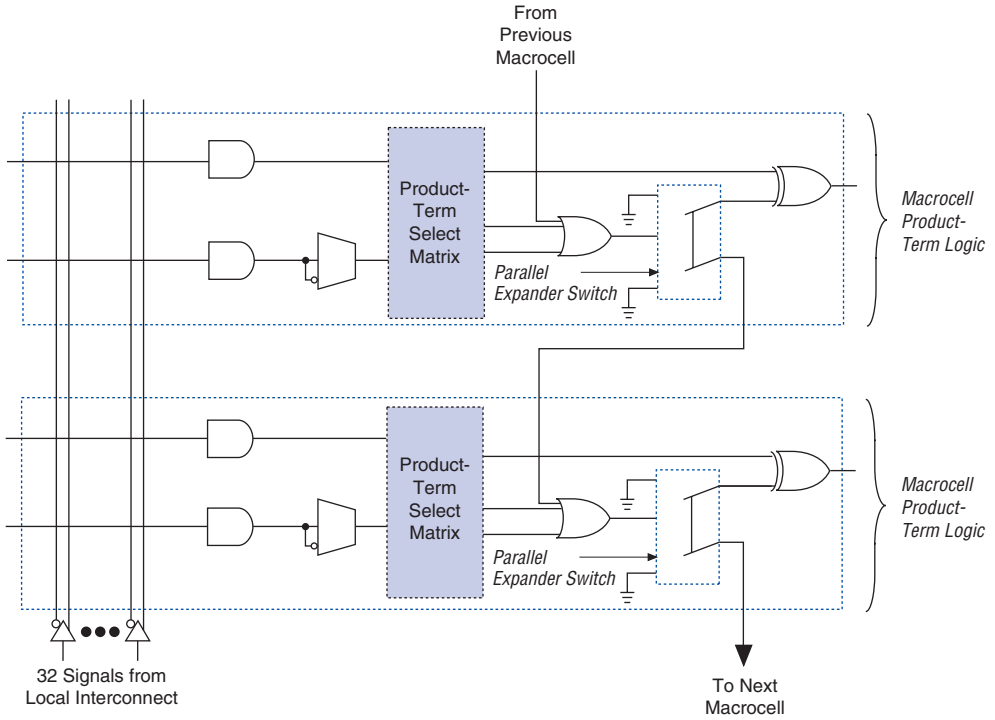 From
Previous
Macrocell
Product-
Term
Select
Matrix
Parallel
Expander Switch
Macrocell
Product-
Term Logic
Product-
Term
Select
Matrix
Parallel
Expander Switch
Macrocell
Product-
Term Logic
32 Signals from
Local Interconnect
To Next
Macrocell